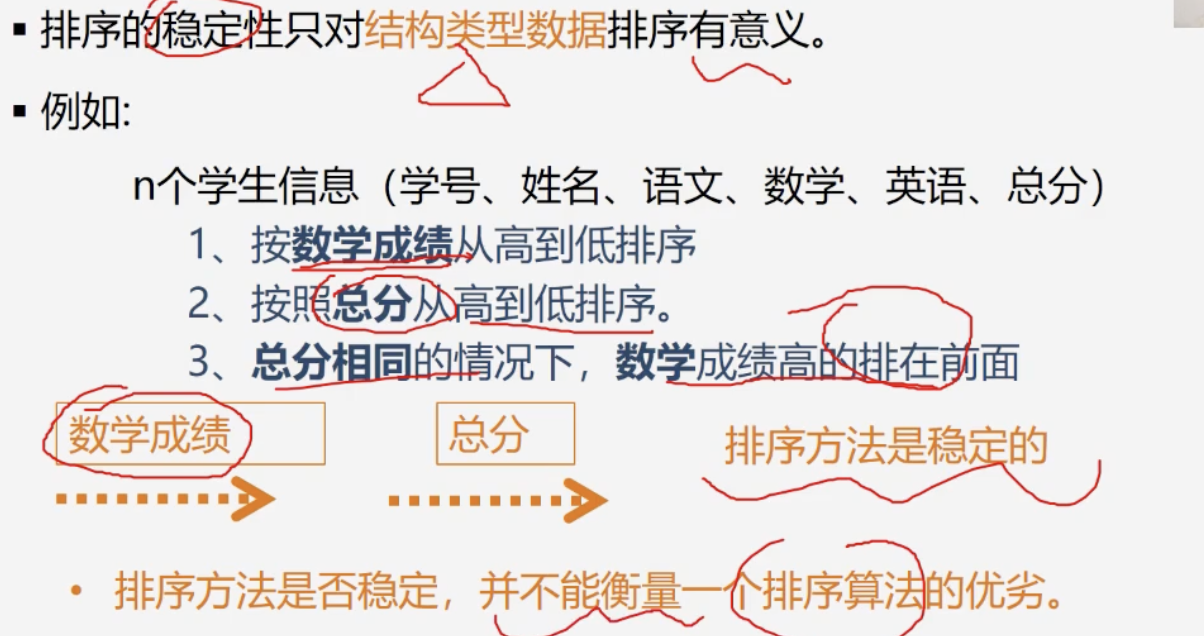 ▪ 排序的稳定性只对结构类型数据排序有意义。
▪ 例如:
n个学生信息（学号、姓名、语文、数学、英语、总分）
1、按数学成绩从高到低排序
2、按照总分从高到低排序。
3、总分相同的情况下，数学成绩高的排在前面
数学成绩 总分 排序方法是稳定的
• 排序方法是否稳定，并不能衡量一个排序算法的优劣。